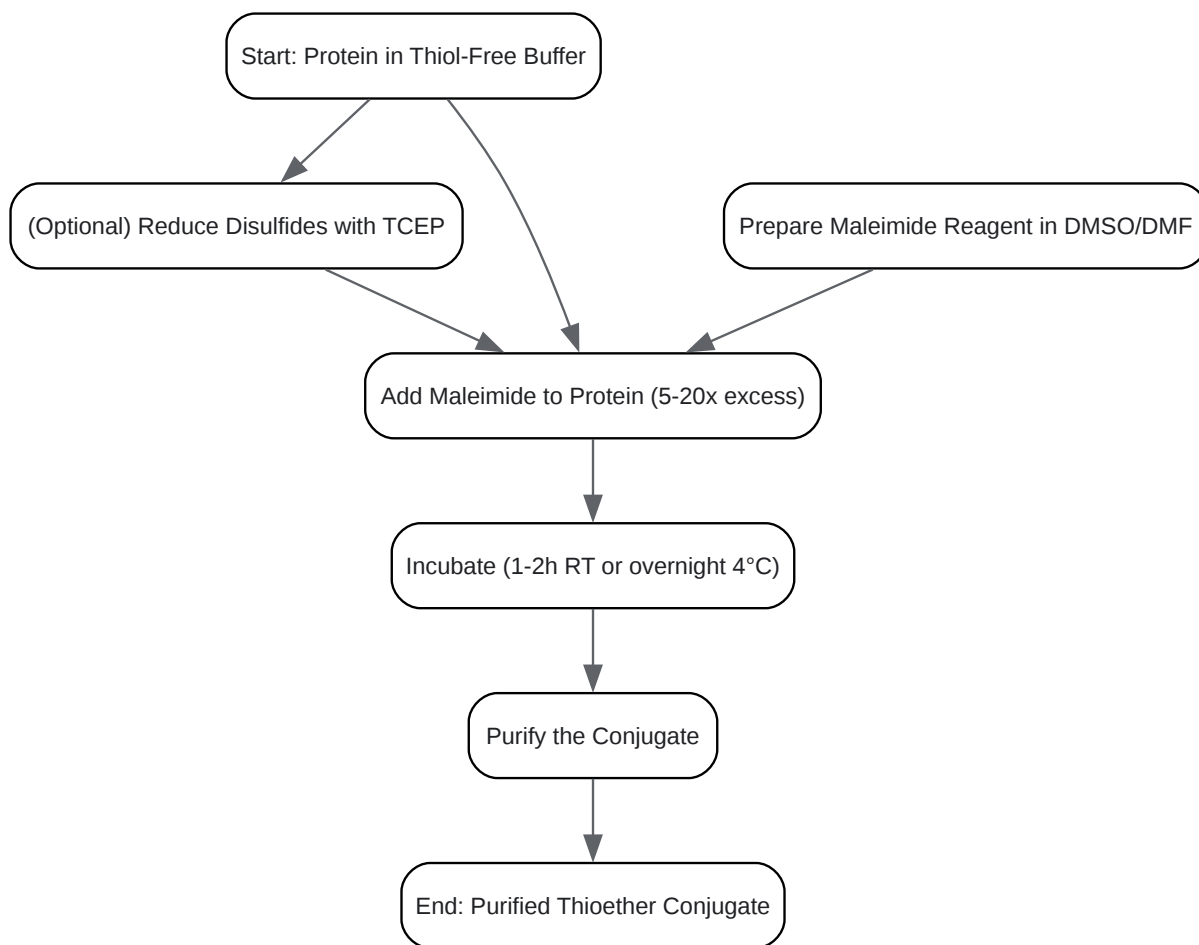 Start: Protein in Thiol-Free Buffer
(Optional) Reduce Disulfides with TCEP
Prepare Maleimide Reagent in DMSO/DMF
Add Maleimide to Protein (5-20x excess)
Incubate (1-2h RT or overnight 4°C)
Purify the Conjugate
End: Purified Thioether Conjugate